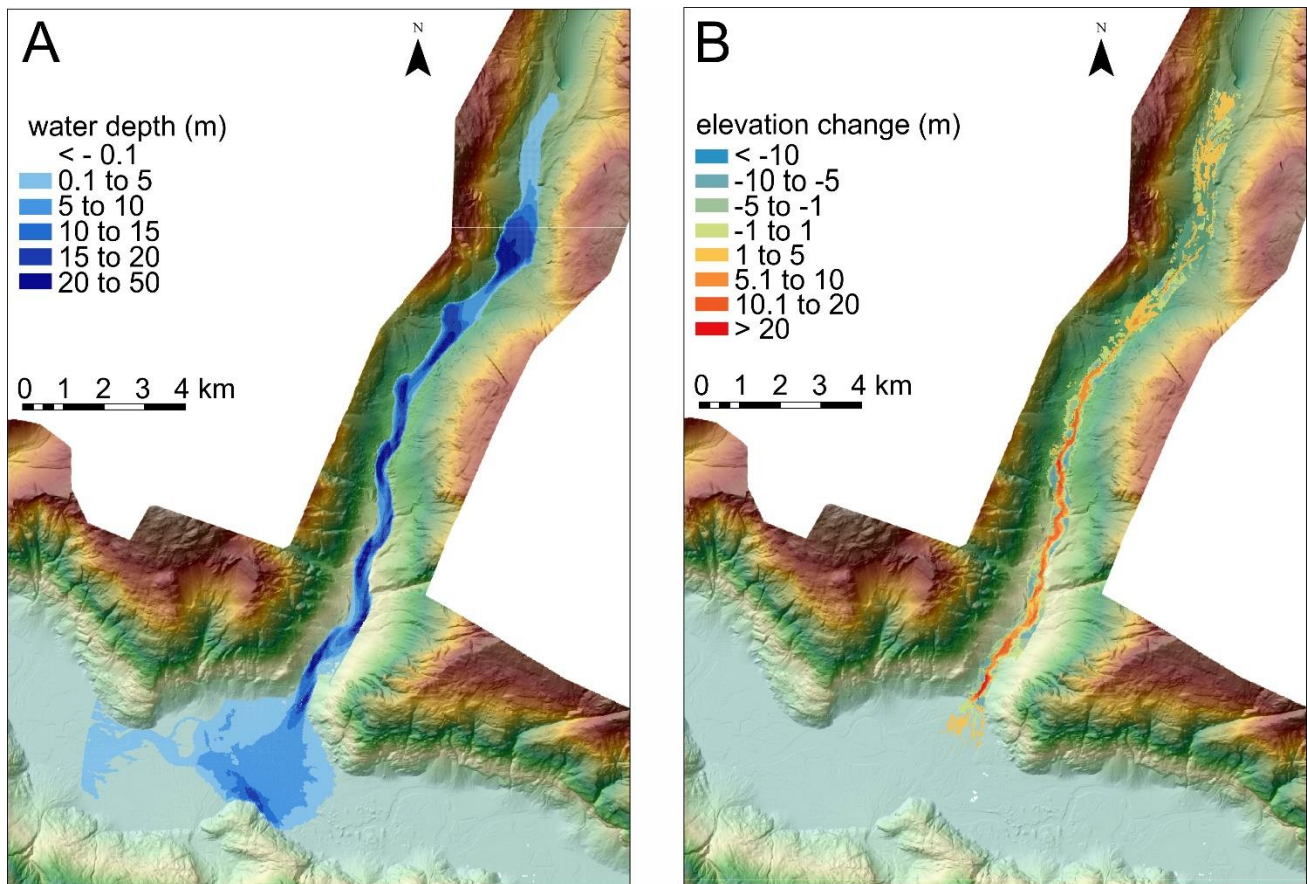 A
N
water depth (m)
< - 0.1
0.1 to 5
5 to 10
10 to 15
15 to 20
20 to 50
0 1 2 3 4 km
B
N
elevation change (m)
< -10
-10 to -5
-5 to -1
-1 to 1
1 to 5
5.1 to 10
10.1 to 20
> 20
0 1 2 3 4 km